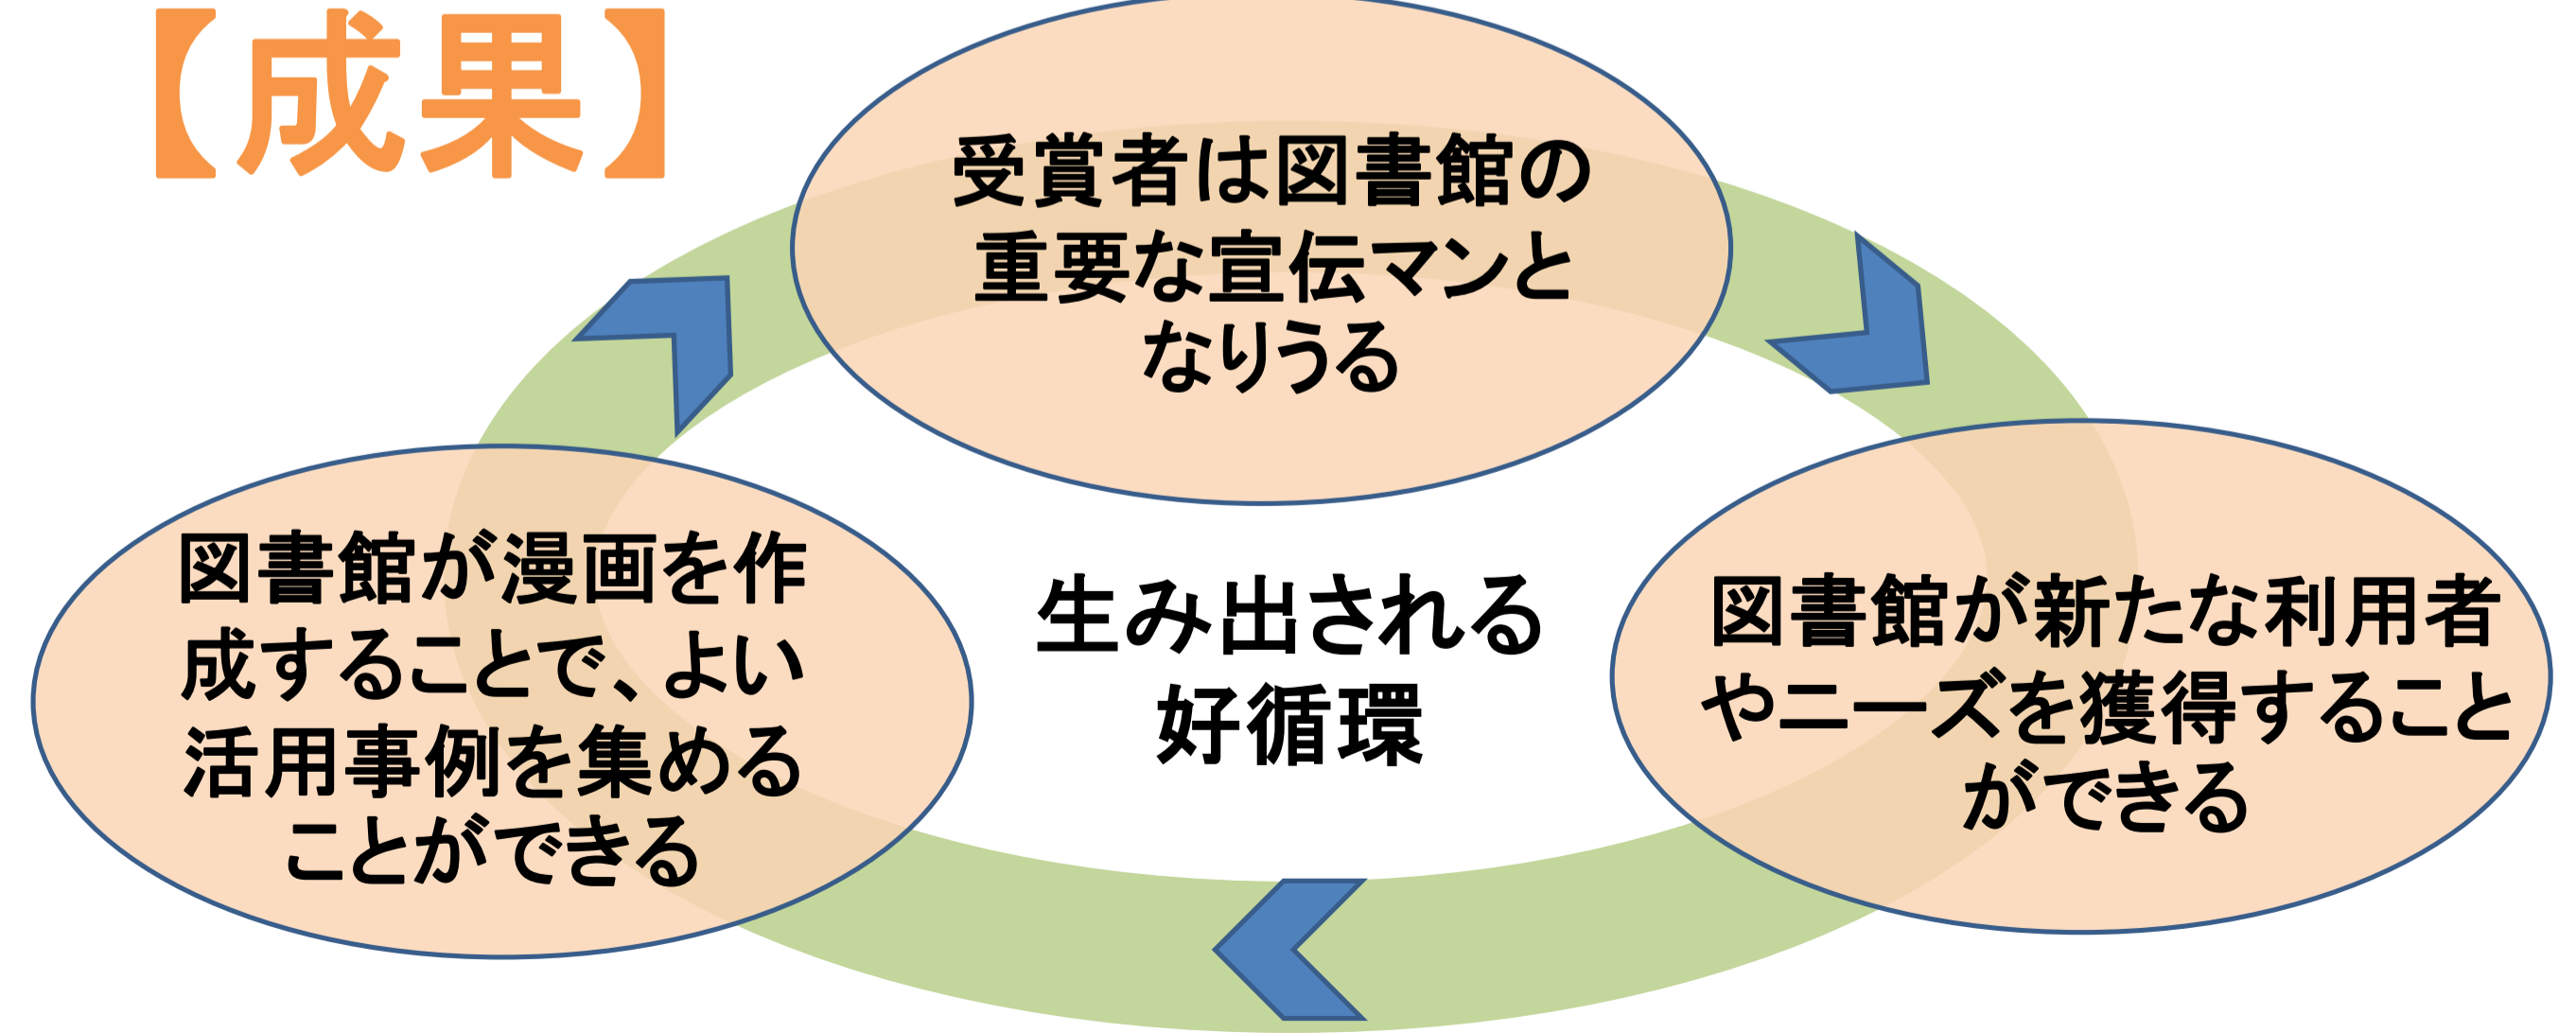 【成果】
受賞者は図書館の
重要な宣伝マンと
なりうる
図書館が漫画を作
成することで、よい
活用事例を集める
ことができる
生み出される
好循環
図書館が新たな利用者
やニーズを獲得すること
ができる